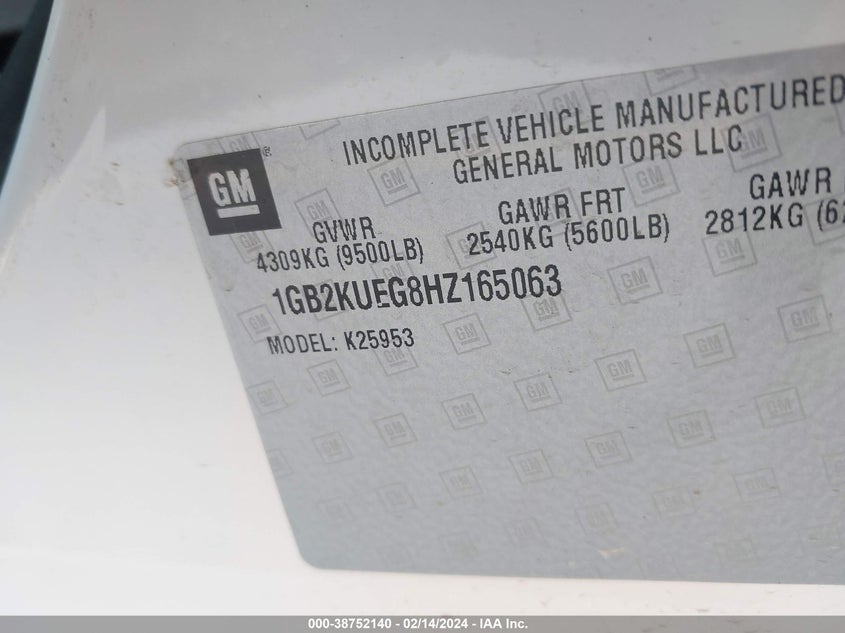 INCOMPLETE VEHICLE MANUFACTURED
GENERAL MOTORS LLC
GM®
GVWR GAWR FRT GAWR
4309KG (9500LB) 2540KG (5600LB) 2812KG (62
1GB2KUEG8HZ165063
MODEL: K25953
000-38752140 - 02/14/2024 - IAA Inc.